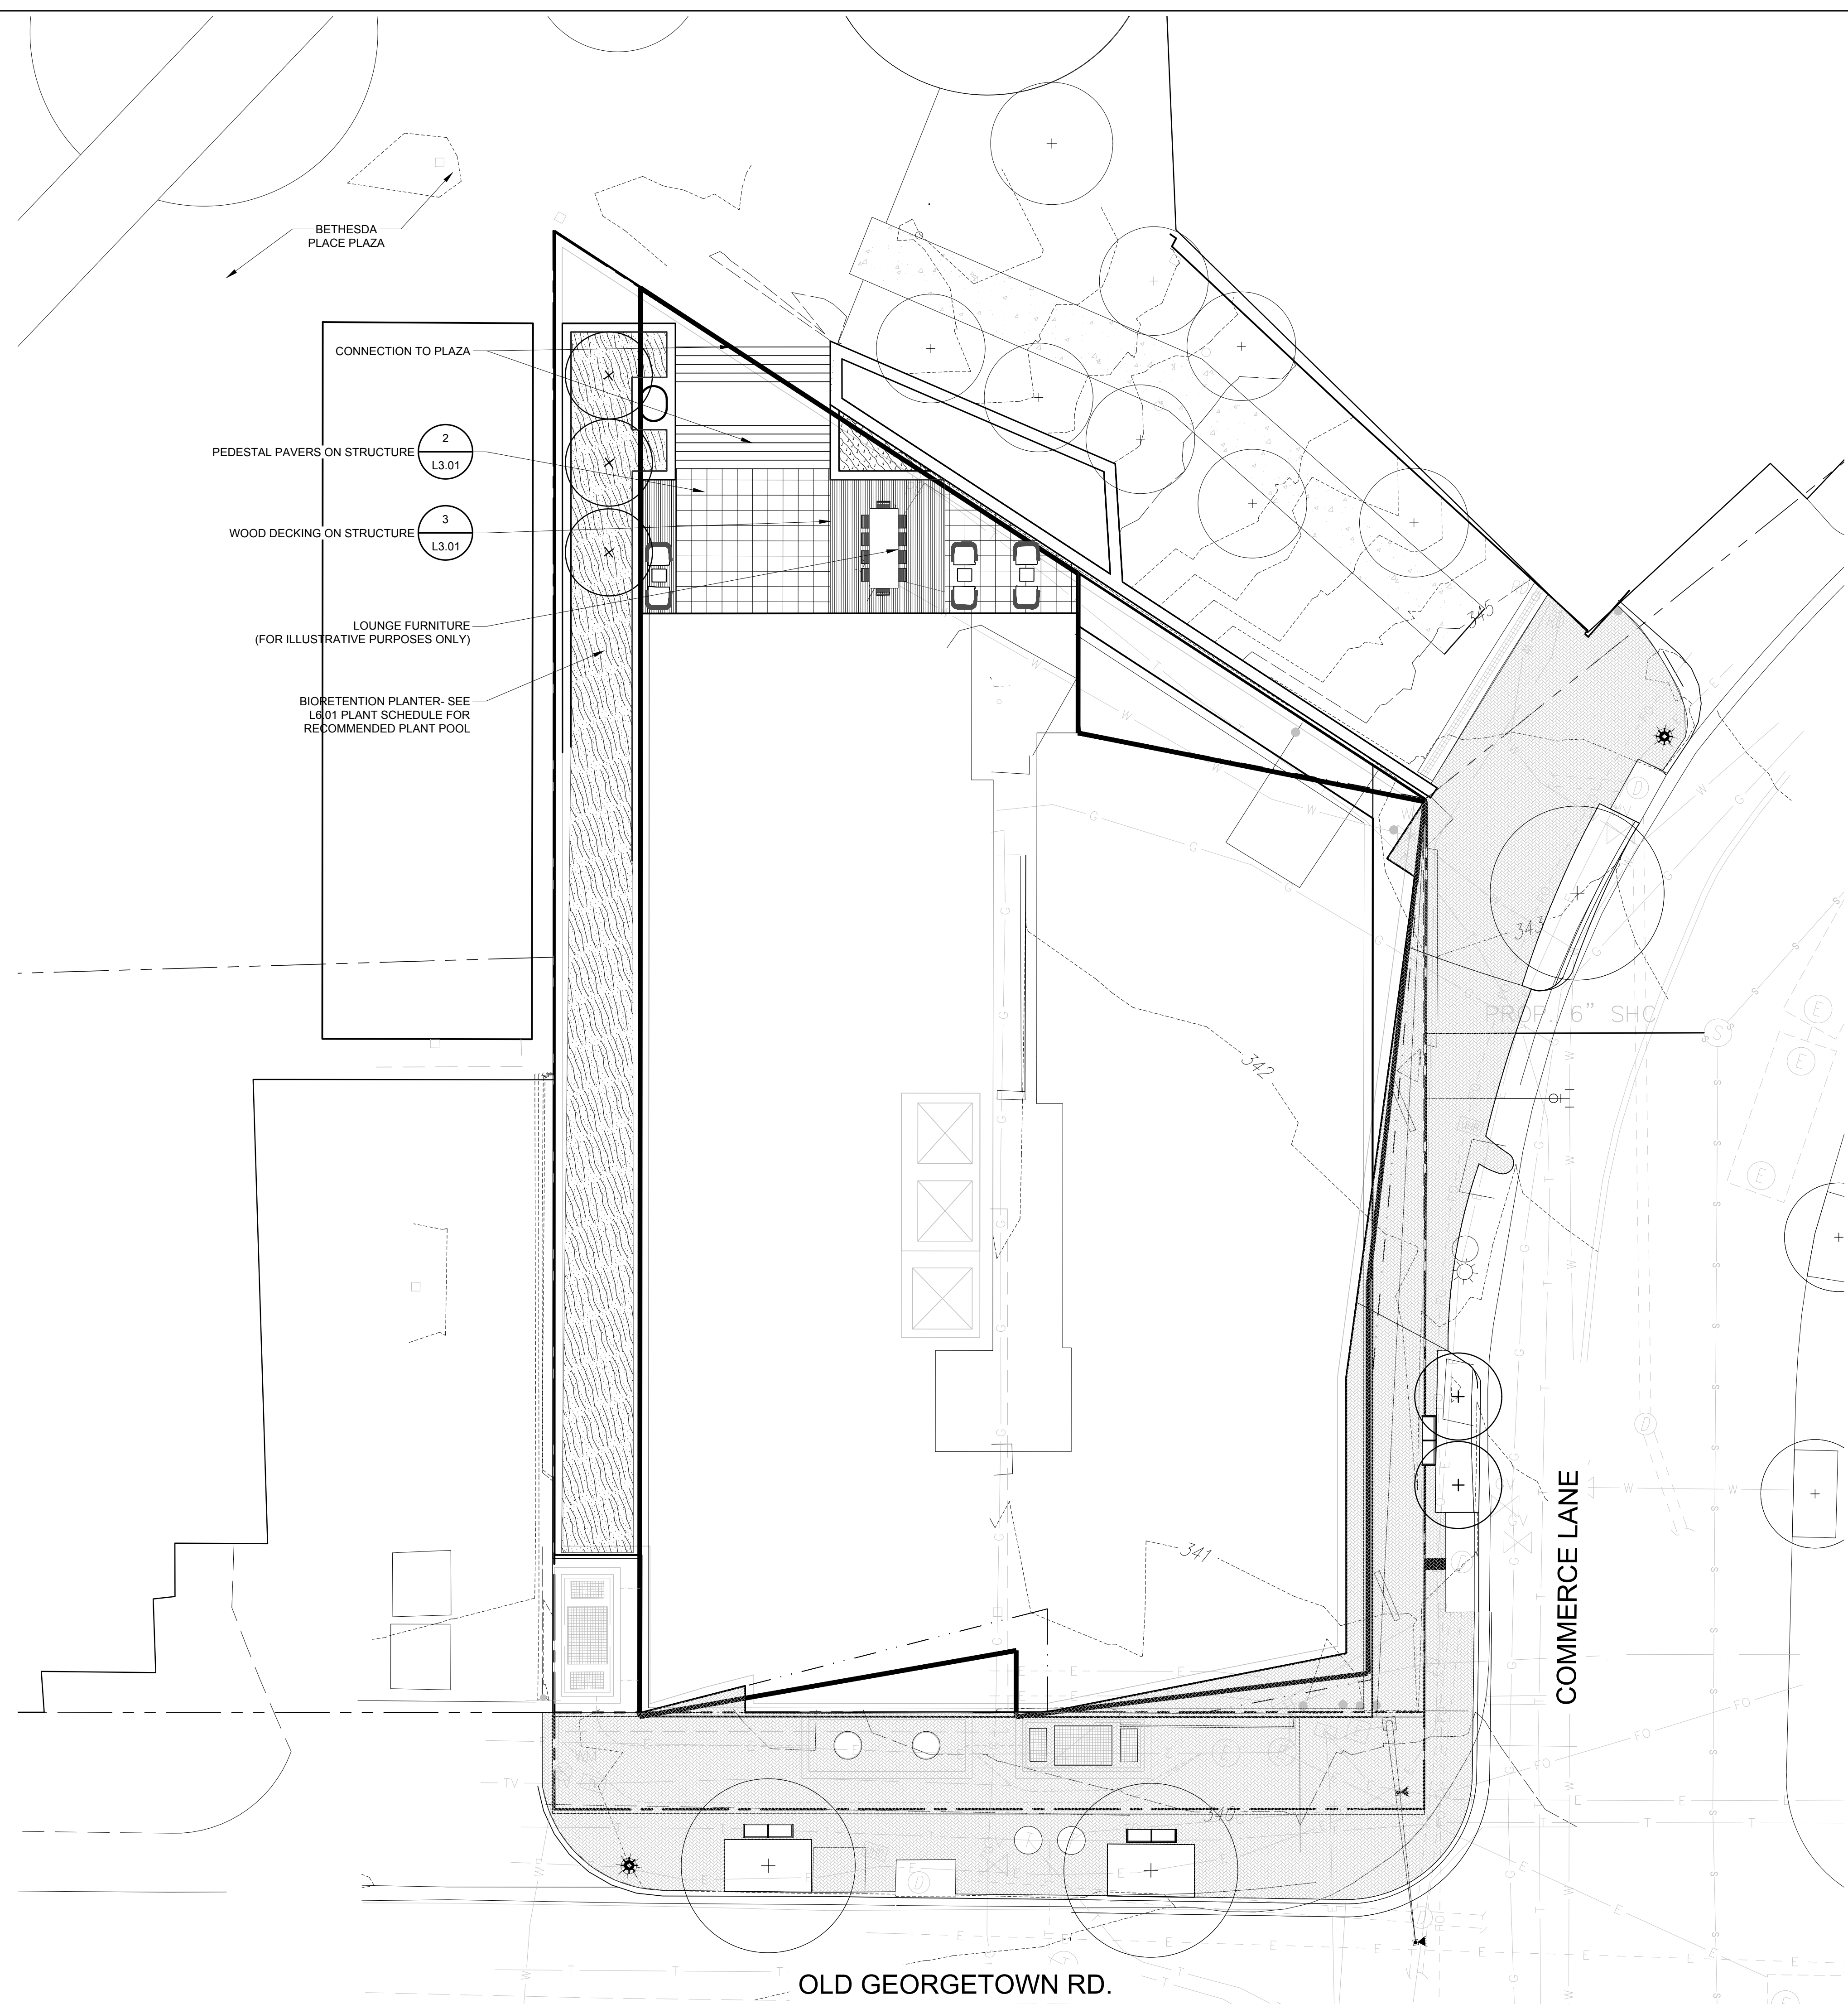 BETHESDA
PLACE PLAZA
CONNECTION TO PLAZA
PEDESTAL PAVERS ON STRUCTURE
2
L3.01
WOOD DECKING ON STRUCTURE
3
L3.01
LOUNGE FURNITURE
(FOR ILLUSTRATIVE PURPOSES ONLY)
BIORETENTION PLANTER- SEE
L6.01 PLANT SCHEDULE FOR
RECOMMENDED PLANT POOL
345
343
PROP. 6" SHC
342
341
340
COMMERCE LANE
OLD GEORGETOWN RD.